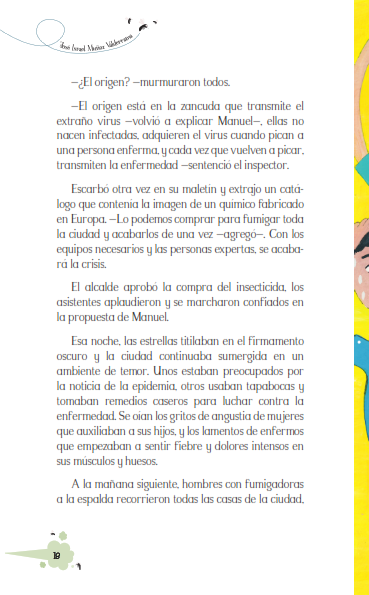 José Israel Muñoz Valderrama
—¿El origen? —murmuraron todos.
—El origen está en la zancuda que transmite el
extraño virus —volvió a explicar Manuel—, ellas no
nacen infectadas, adquieren el virus cuando pican a
una persona enferma, y cada vez que vuelven a picar,
transmiten la enfermedad —sentenció el inspector.
Escarbó otra vez en su maletín y extrajo un catá-
logo que contenía la imagen de un químico fabricado
en Europa. —Lo podemos comprar para fumigar toda
la ciudad y acabarlos de una vez —agregó—. Con los
equipos necesarios y las personas expertas, se acaba-
rá la crisis.
El alcalde aprobó la compra del insecticida, los
asistentes aplaudieron y se marcharon confiados en
la propuesta de Manuel.
Esa noche, las estrellas titilaban en el firmamento
oscuro y la ciudad continuaba sumergida en un
ambiente de temor. Unos estaban preocupados por
la noticia de la epidemia, otros usaban tapabocas y
tomaban remedios caseros para luchar contra la
enfermedad. Se oían los gritos de angustia de mujeres
que auxiliaban a sus hijos, y los lamentos de enfermos
que empezaban a sentir fiebre y dolores intensos en
sus músculos y huesos.
A la mañana siguiente, hombres con fumigadoras
a la espalda recorrieron todas las casas de la ciudad,
18